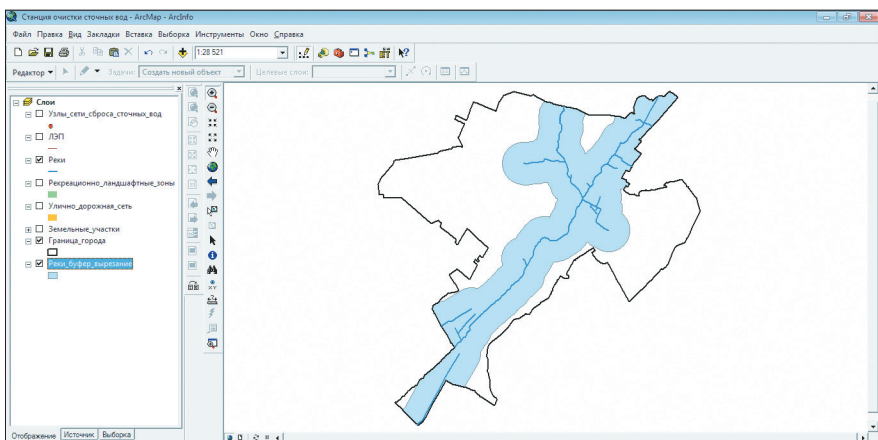 Станция очистки сточных вод - ArcMap - ArcInfo
Файл Правка Вид Закладки Вставка Выборка Инструменты Окно Справка
1:28 521
Редактор Задачи: Создать новый объект Целевые слои:
Слои
Узлы_сети_сброса_сточных_вод
ЛЭП
Реки
Рекреационно_ландшафтные_зоны
Улично_дорожная_сеть
Земельные_участки
Граница_города
Реки_буфер_вырезание
Отображение Источник Выборка